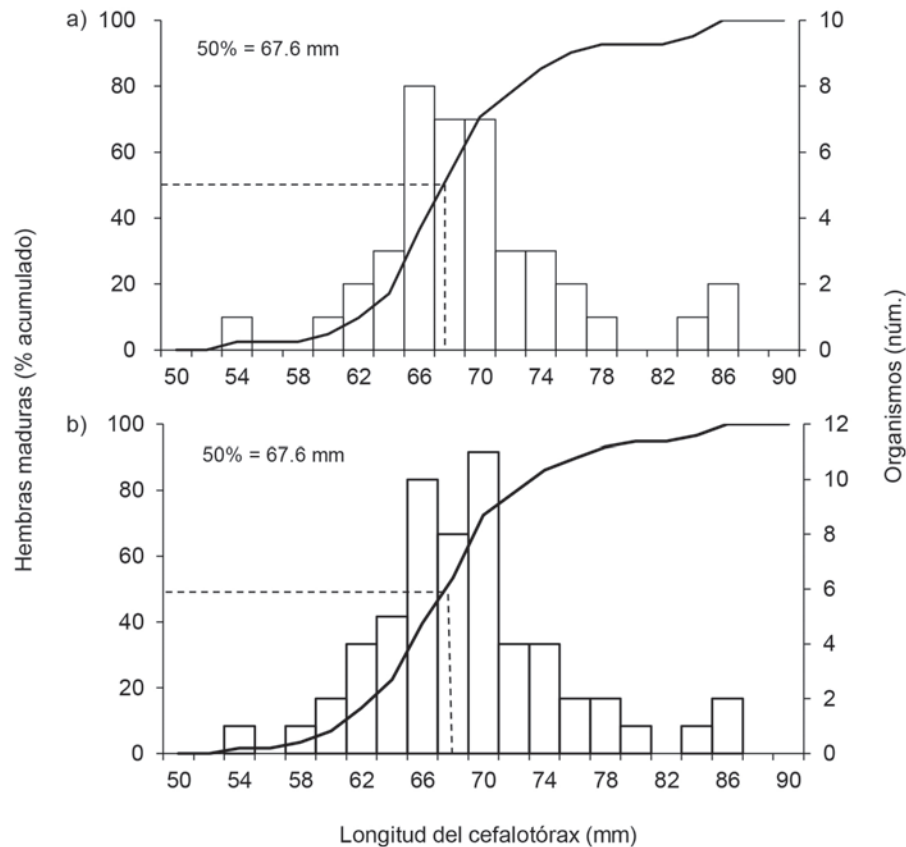 a)
50% = 67.6 mm
100
80
60
40
20
0
10
8
6
4
2
0
50 54 58 62 66 70 74 78 82 86 90
b)
50% = 67.6 mm
100
80
60
40
20
0
12
10
8
6
4
2
0
50 54 58 62 66 70 74 78 82 86 90
Hembras maduras (% acumulado)
Organismos (núm.)
Longitud del cefalotórax (mm)